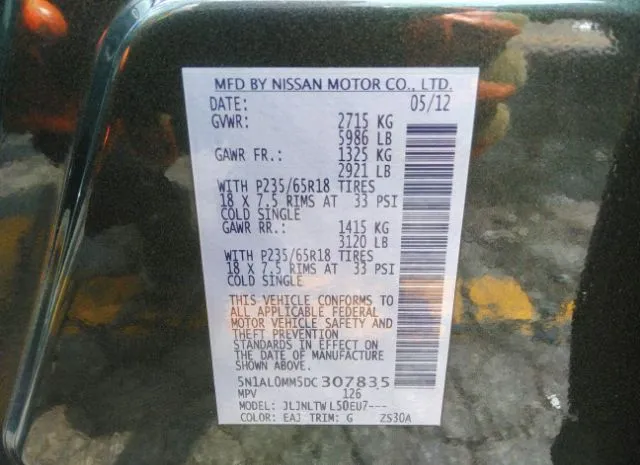 MFD BY NISSAN MOTOR CO., LTD.
DATE: 05/12
GVWR: 2715 KG
5986 LB
GAWR FR.: 1325 KG
2921 LB
WITH P235/65R18 TIRES
18 X 7.5 RIMS AT 33 PSI
COLD SINGLE
GAWR RR.: 1415 KG
3120 LB
WITH P235/65R18 TIRES
18 X 7.5 RIMS AT 33 PSI
COLD SINGLE
THIS VEHICLE CONFORMS TO
ALL APPLICABLE FEDERAL
MOTOR VEHICLE SAFETY AND
THEFT PREVENTION
STANDARDS IN EFFECT ON
THE DATE OF MANUFACTURE
SHOWN ABOVE.
5N1AL0MM5DC307835
MPV 126
MODEL: JLJNLTWL50EU7---
COLOR: EAJ TRIM: G ZS30A